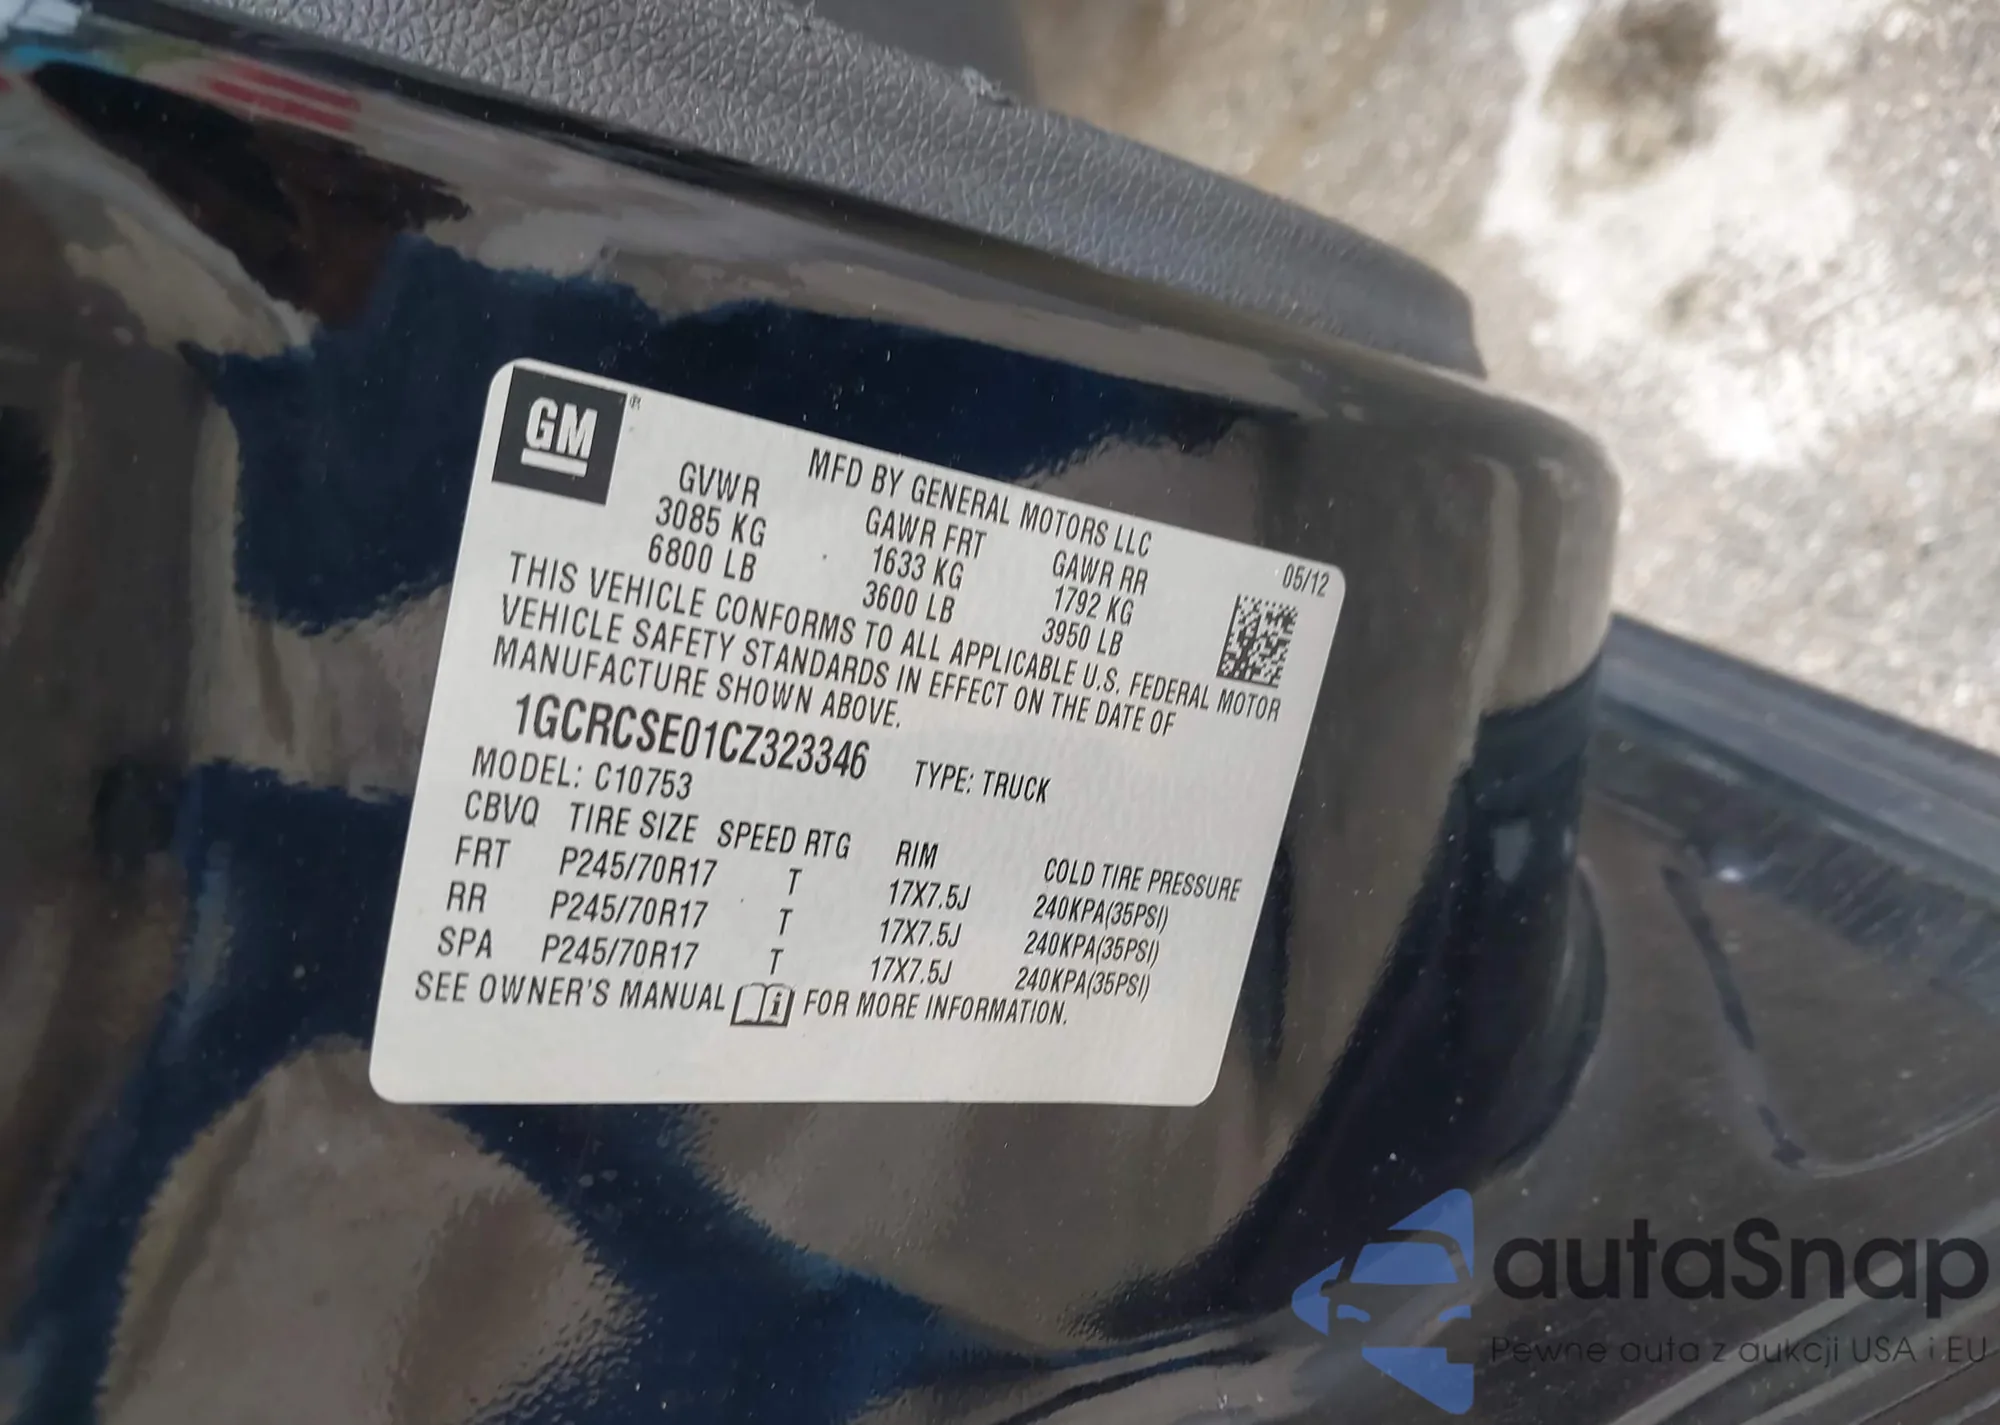 GM ®
MFD BY GENERAL MOTORS LLC
05/12
GVWR GAWR FRT GAWR RR
3085 KG 1633 KG 1792 KG
6800 LB 3600 LB 3950 LB
THIS VEHICLE CONFORMS TO ALL APPLICABLE U.S. FEDERAL MOTOR
VEHICLE SAFETY STANDARDS IN EFFECT ON THE DATE OF
MANUFACTURE SHOWN ABOVE.
1GCRCSE01CZ323346 TYPE: TRUCK
MODEL: C10753
CBVQ TIRE SIZE SPEED RTG RIM COLD TIRE PRESSURE
FRT P245/70R17 T 17X7.5J 240KPA(35PSI)
RR P245/70R17 T 17X7.5J 240KPA(35PSI)
SPA P245/70R17 T 17X7.5J 240KPA(35PSI)
SEE OWNER'S MANUAL i FOR MORE INFORMATION.
autaSnap
Pewne auta z aukcji USA i EU